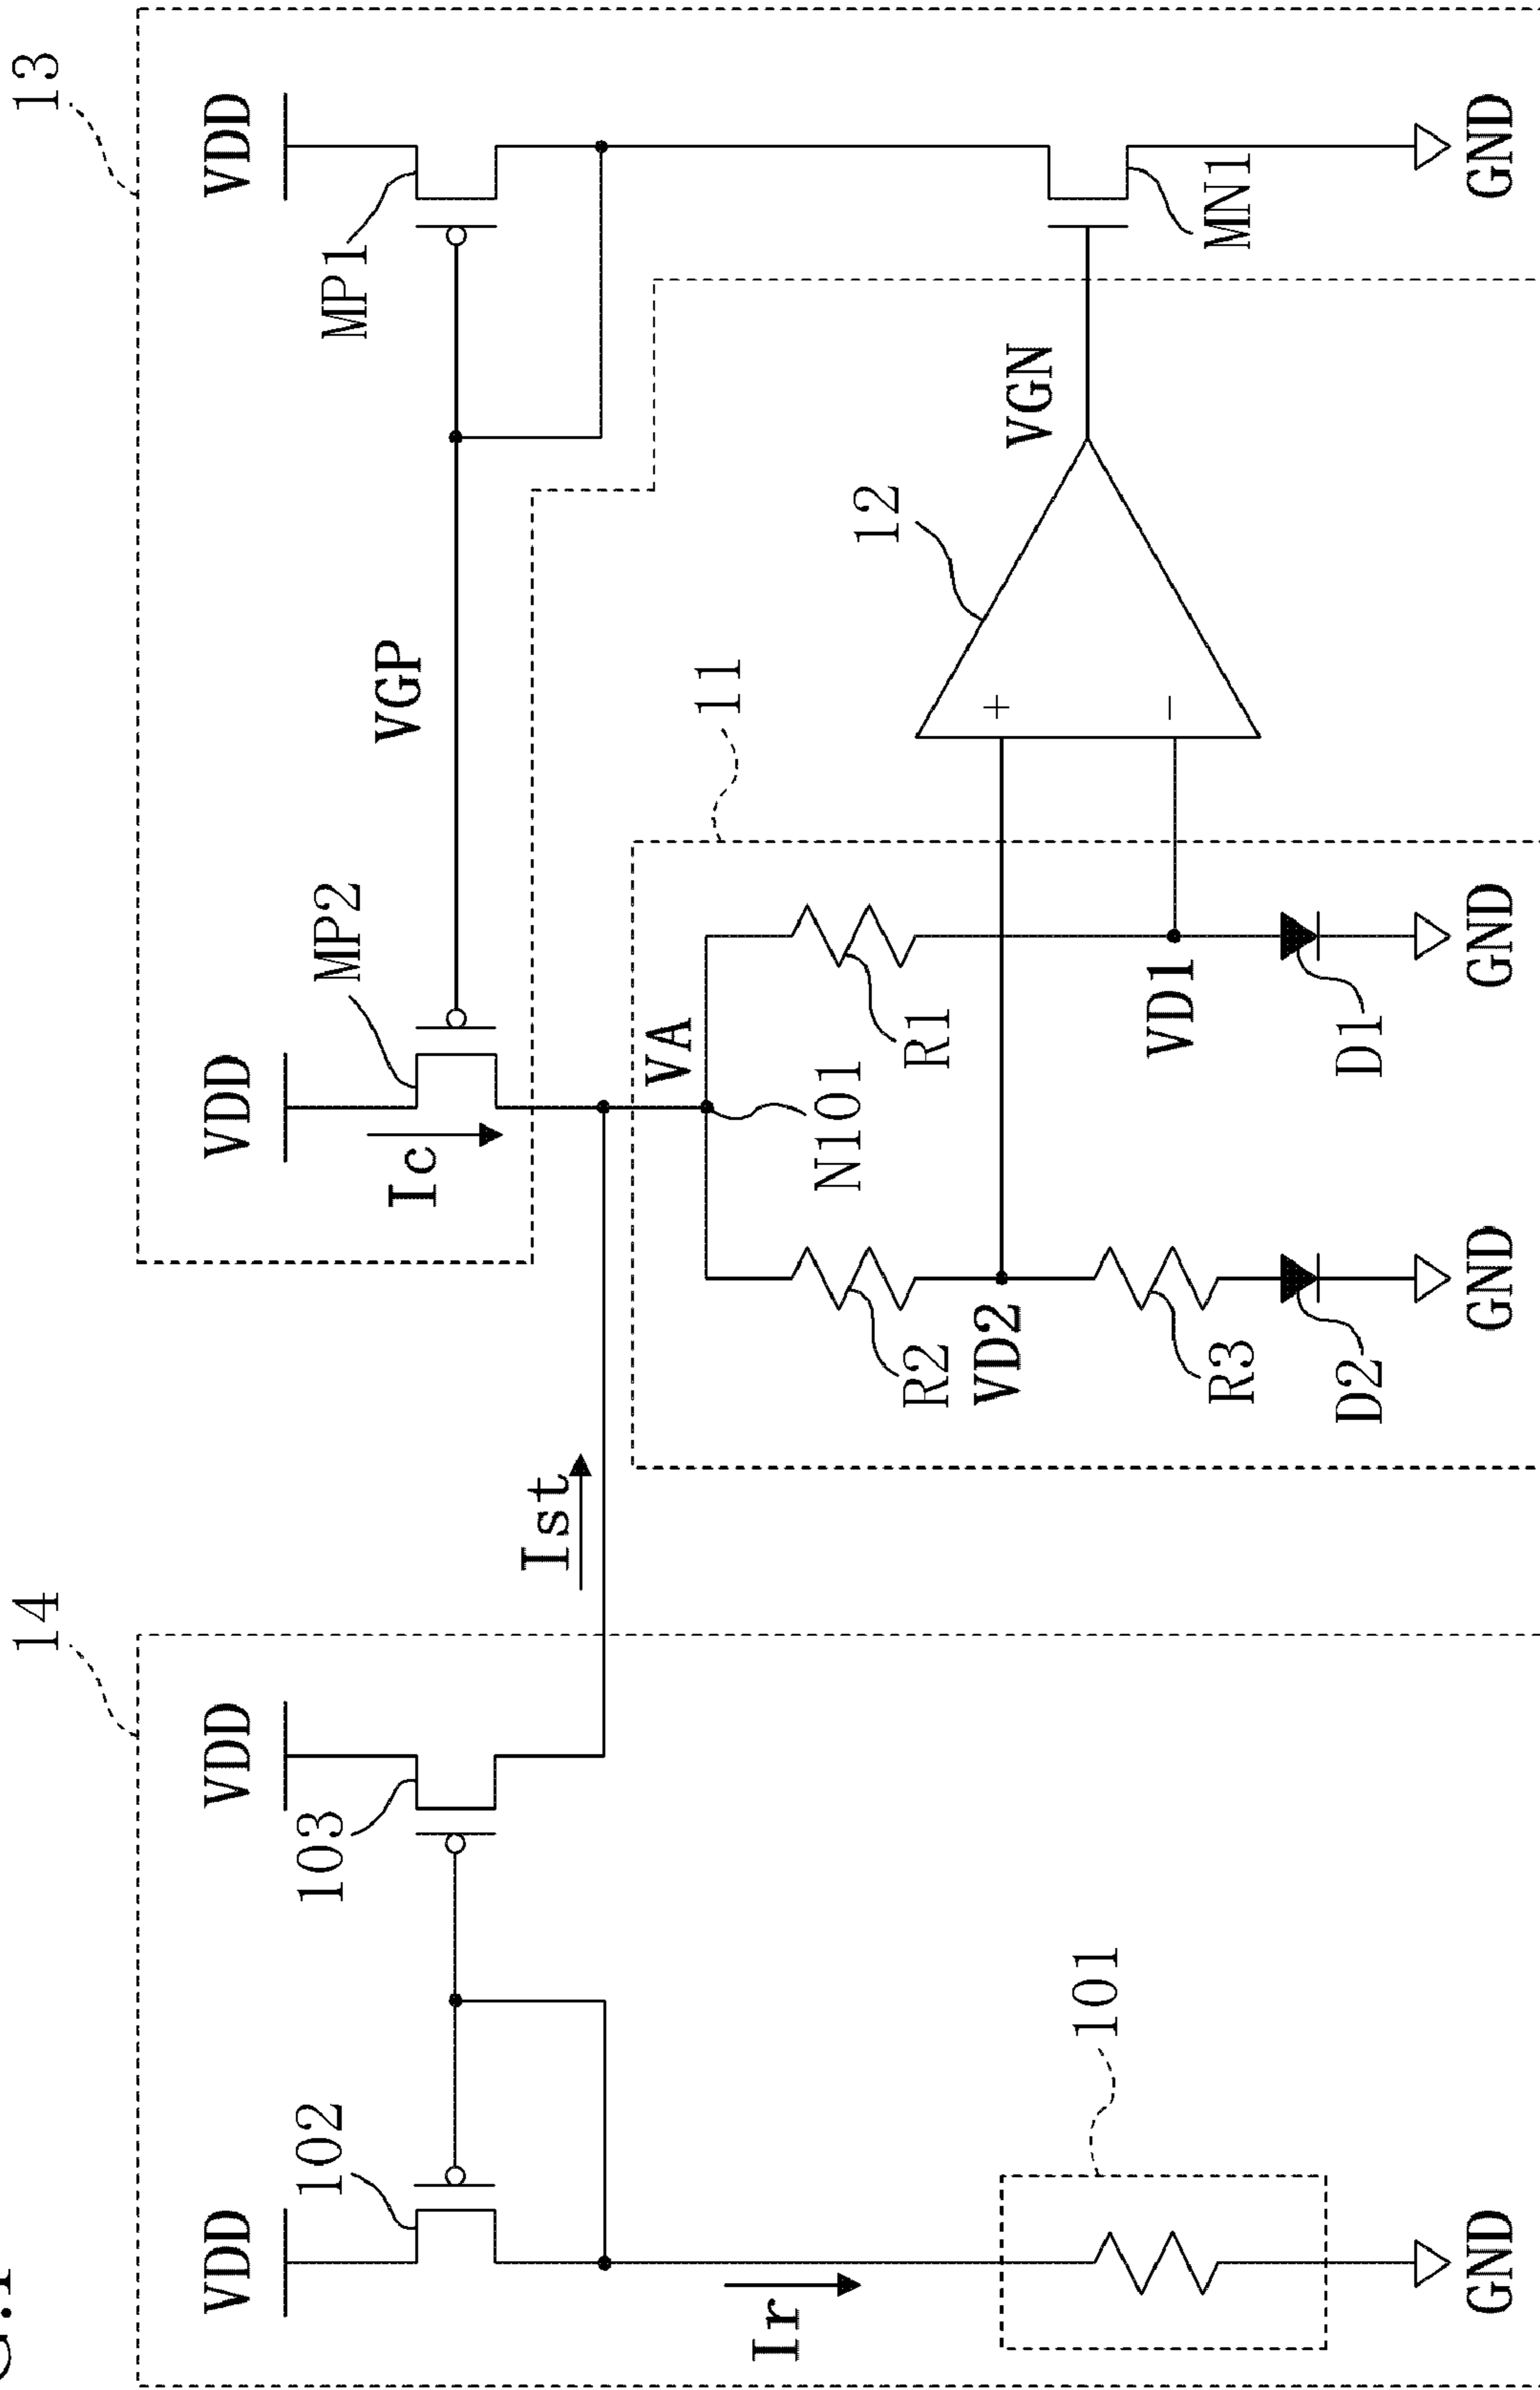 14
13
VDD
VDD
VDD
VDD
102
103
MP2
MP1
VGP
Ic
Ist
VA
11
Ir
N101
12
R2
R1
+
VGN
VD2
101
VD1
-
R3
MN1
D2
D1
GND
GND
GND
GND